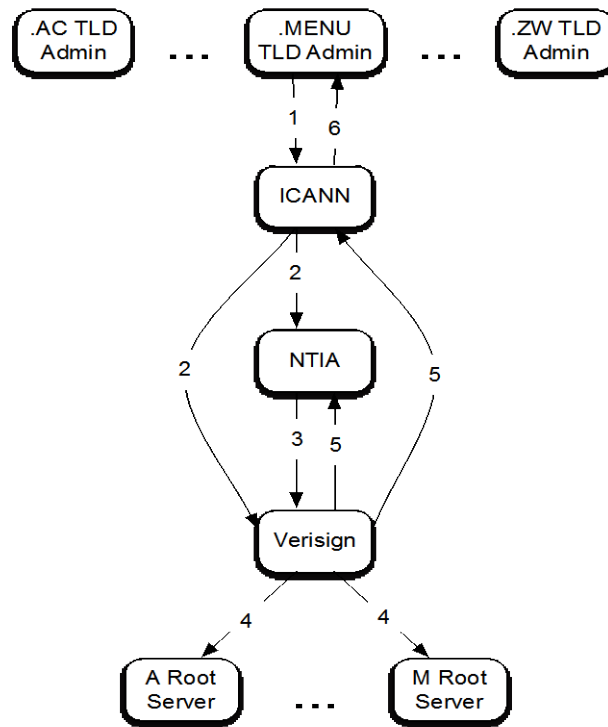 .AC TLD
Admin
...
.MENU
TLD Admin
...
.ZW TLD
Admin
1
6
ICANN
2
2
NTIA
5
3
5
Verisign
4
4
A Root
Server
...
M Root
Server